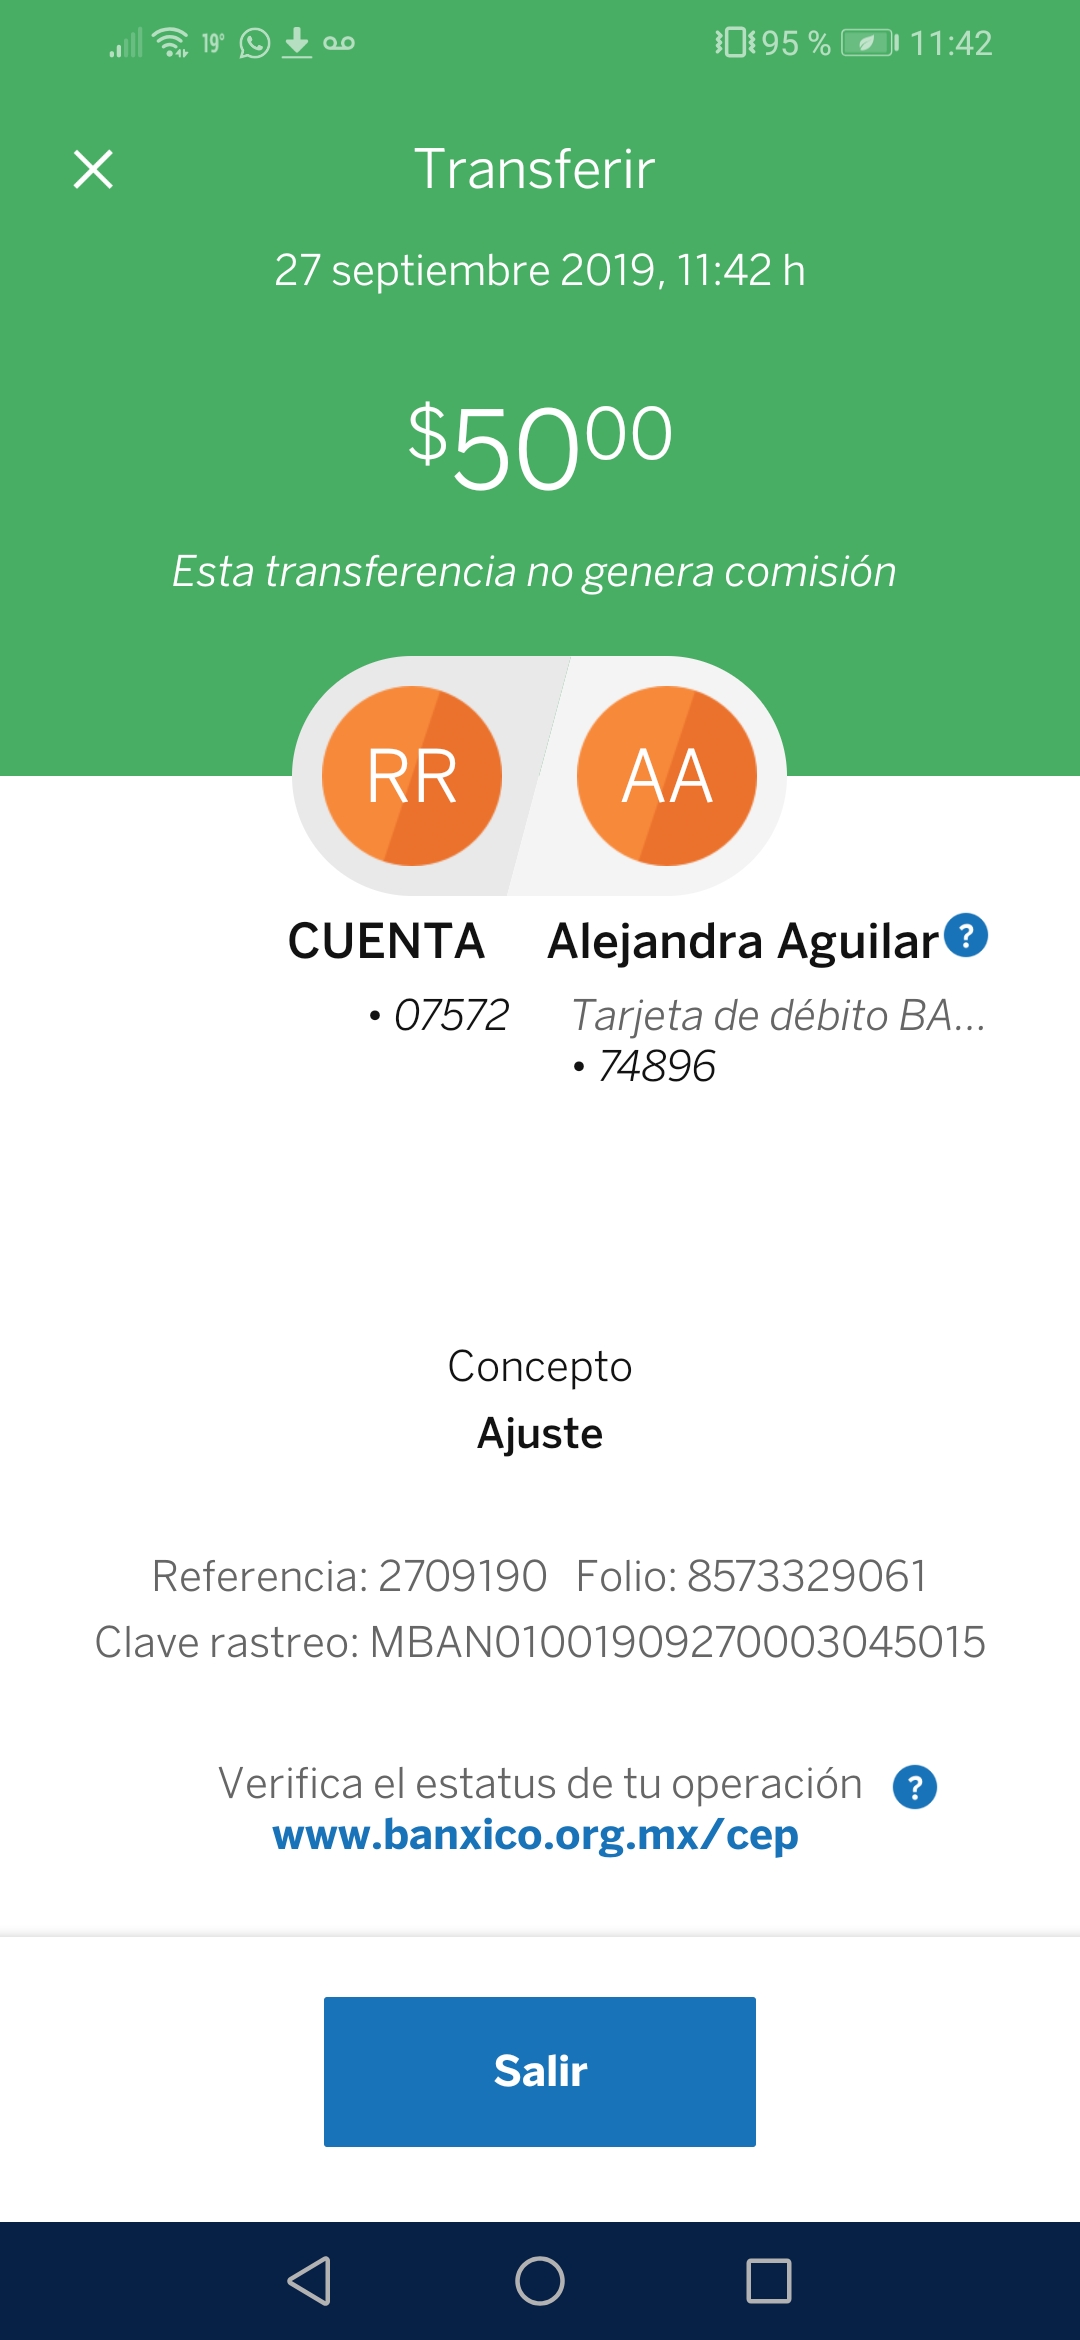 19° 95 % 11:42
Transferir
27 septiembre 2019, 11:42 h
$5000
Esta transferencia no genera comisión
RR AA
CUENTA Alejandra Aguilar ?
• 07572 Tarjeta de débito BA...
• 74896
Concepto
Ajuste
Referencia: 2709190 Folio: 8573329061
Clave rastreo: MBAN01001909270003045015
Verifica el estatus de tu operación ?
www.banxico.org.mx/cep
Salir